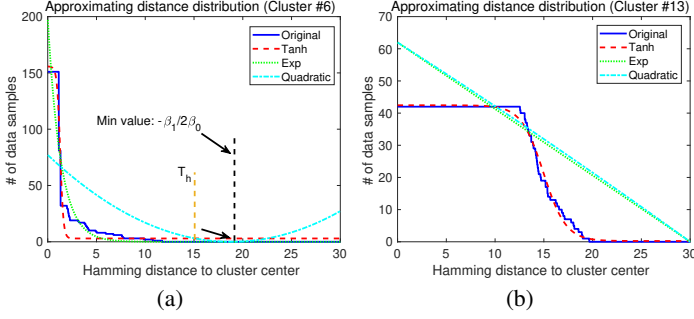 Approximating distance distribution (Cluster #6)
200
150
100
50
0
# of data samples
Original
Tanh
Exp
Quadratic
Min value: -β1/2β0
Th
0 5 10 15 20 25 30
Hamming distance to cluster center
(a)
Approximating distance distribution (Cluster #13)
70
60
50
40
30
20
10
0
# of data samples
Original
Tanh
Exp
Quadratic
0 5 10 15 20 25 30
Hamming distance to cluster center
(b)